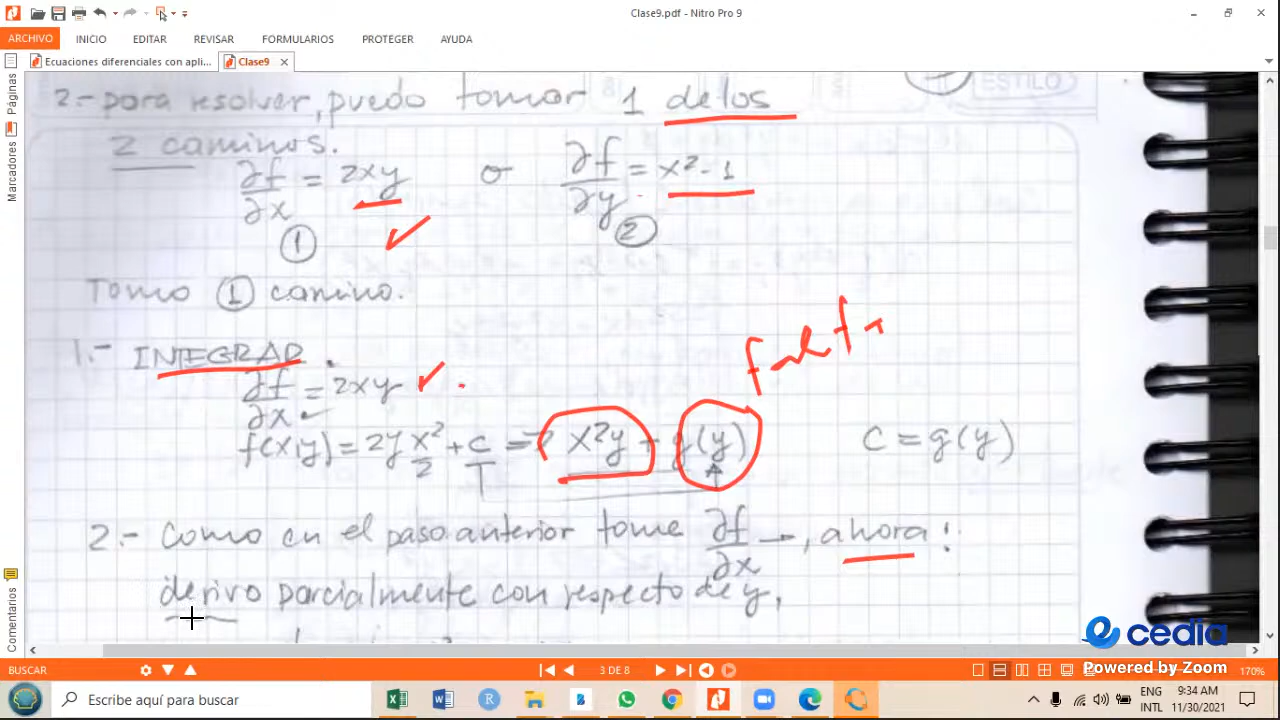 Clase9.pdf - Nitro Pro 9
ARCHIVO INICIO EDITAR REVISAR FORMULARIOS PROTEGER AYUDA
Ecuaciones diferenciales con apli... Clase9
Páginas
Marcadores
Comentarios
ESTILO
2.- para resolver, puedo tomar 1 de los
2 caminos.
∂f/∂x = 2xy o ∂f/∂y = x²-1
1 2
Tomo 1 camino.
1.- INTEGRAR.
∂f/∂x = 2xy
f(x,y) = 2y x²/2 + C = x²y + g(y) C = g(y)
2.- Como en el paso anterior tome ∂f/∂x →, ahora:
derivo parcialmente con respecto de y,
cedia
Powered by Zoom
BUSCAR 3 DE 8 170%
Escribe aquí para buscar
ENG 9:34 AM
INTL 11/30/2021